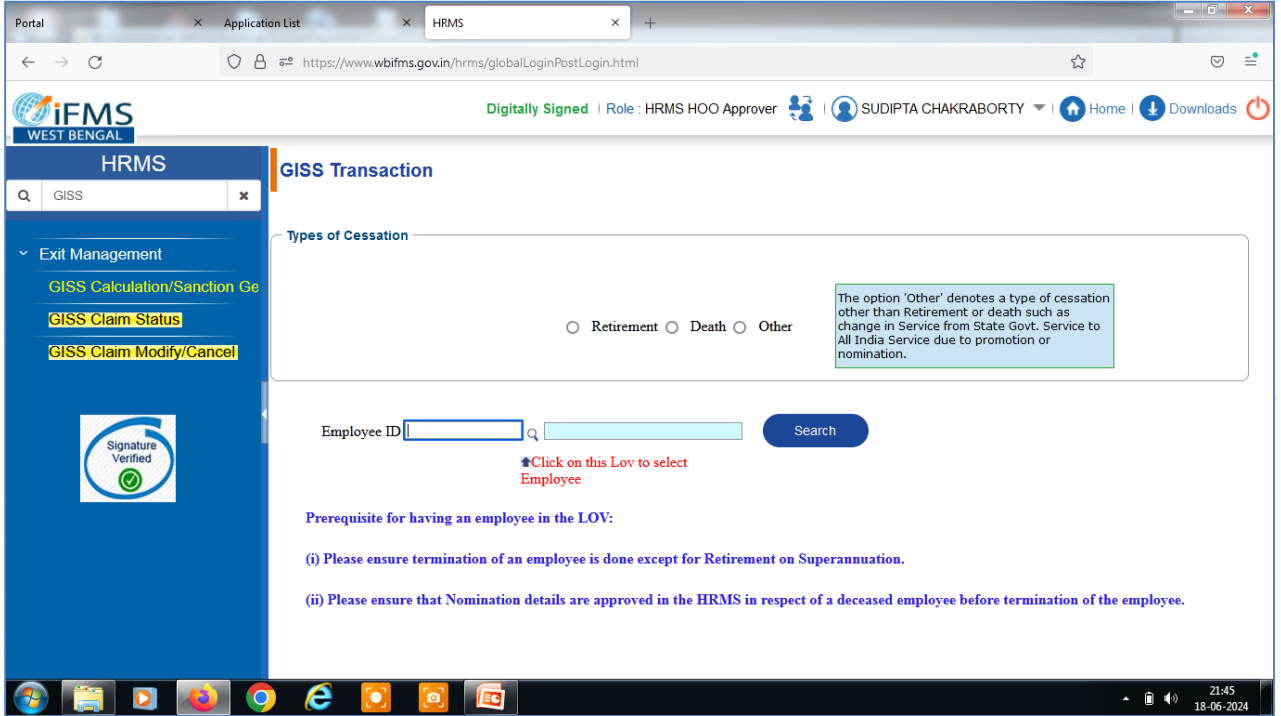 Portal
Application List
HRMS
https://www.wbifms.gov.in/hrms/globalLoginPostLogin.html
iFMS
WEST BENGAL
Digitally Signed
Role : HRMS HOO Approver
SUDIPTA CHAKRABORTY
Home
Downloads
HRMS
GISS
Exit Management
GISS Calculation/Sanction Ge
GISS Claim Status
GISS Claim Modify/Cancel
Signature
Verified
GISS Transaction
Types of Cessation
Retirement
Death
Other
The option 'Other' denotes a type of cessation
other than Retirement or death such as
change in Service from State Govt. Service to
All India Service due to promotion or
nomination.
Employee ID
Search
Click on this Lov to select
Employee
Prerequisite for having an employee in the LOV:
(i) Please ensure termination of an employee is done except for Retirement on Superannuation.
(ii) Please ensure that Nomination details are approved in the HRMS in respect of a deceased employee before termination of the employee.
21:45
18-06-2024